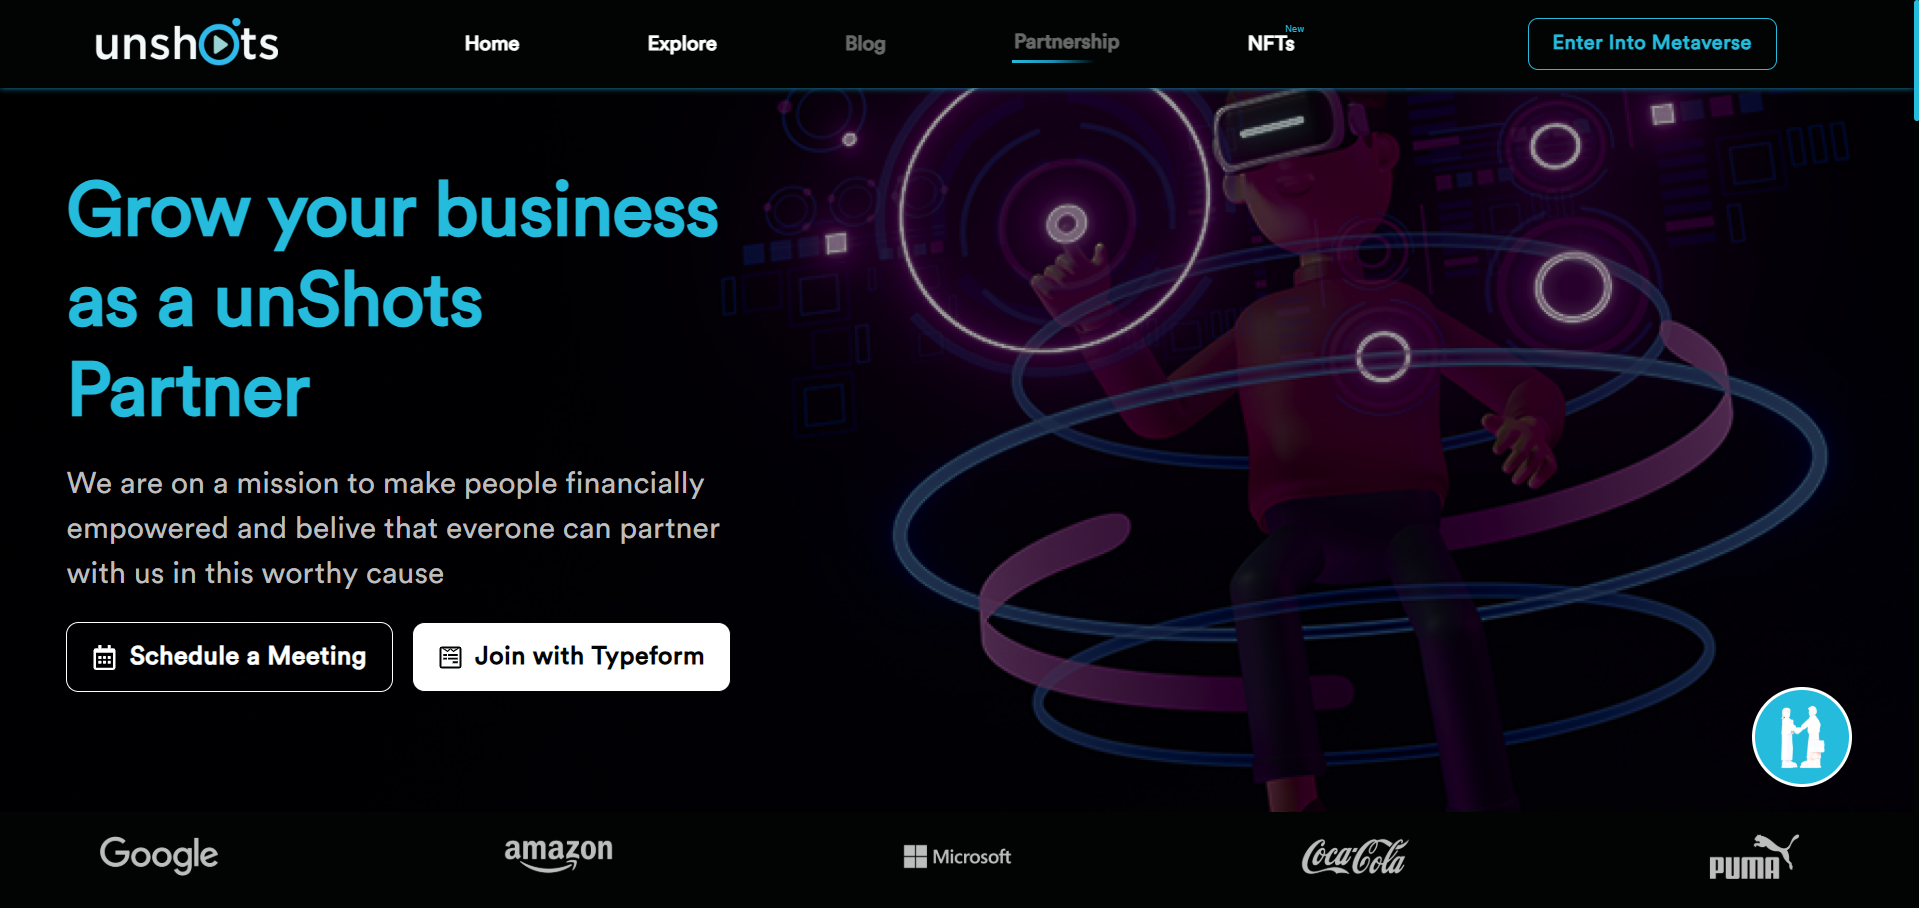 unshots
Home
Explore
Blog
Partnership
NFTs
New
Enter Into Metaverse
Grow your business
as a unShots
Partner
We are on a mission to make people financially
empowered and belive that everone can partner
with us in this worthy cause
Schedule a Meeting
Join with Typeform
Google
amazon
Microsoft
Coca-Cola
PUMA